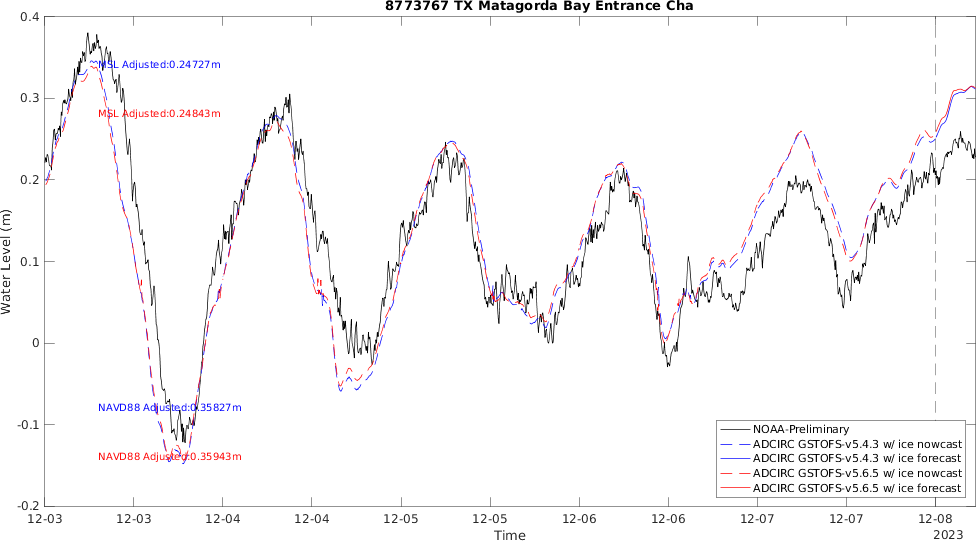 8773767 TX Matagorda Bay Entrance Cha
0.4
0.3
0.2
0.1
0
-0.1
-0.2
Water Level (m)
MSL Adjusted:0.24727m
MSL Adjusted:0.24843m
NAVD88 Adjusted:0.35827m
NAVD88 Adjusted:0.35943m
NOAA-Preliminary
ADCIRC GSTOFS-v5.4.3 w/ ice nowcast
ADCIRC GSTOFS-v5.4.3 w/ ice forecast
ADCIRC GSTOFS-v5.6.5 w/ ice nowcast
ADCIRC GSTOFS-v5.6.5 w/ ice forecast
12-03 12-03 12-04 12-04 12-05 12-05 12-06 12-06 12-07 12-07 12-08
Time
2023